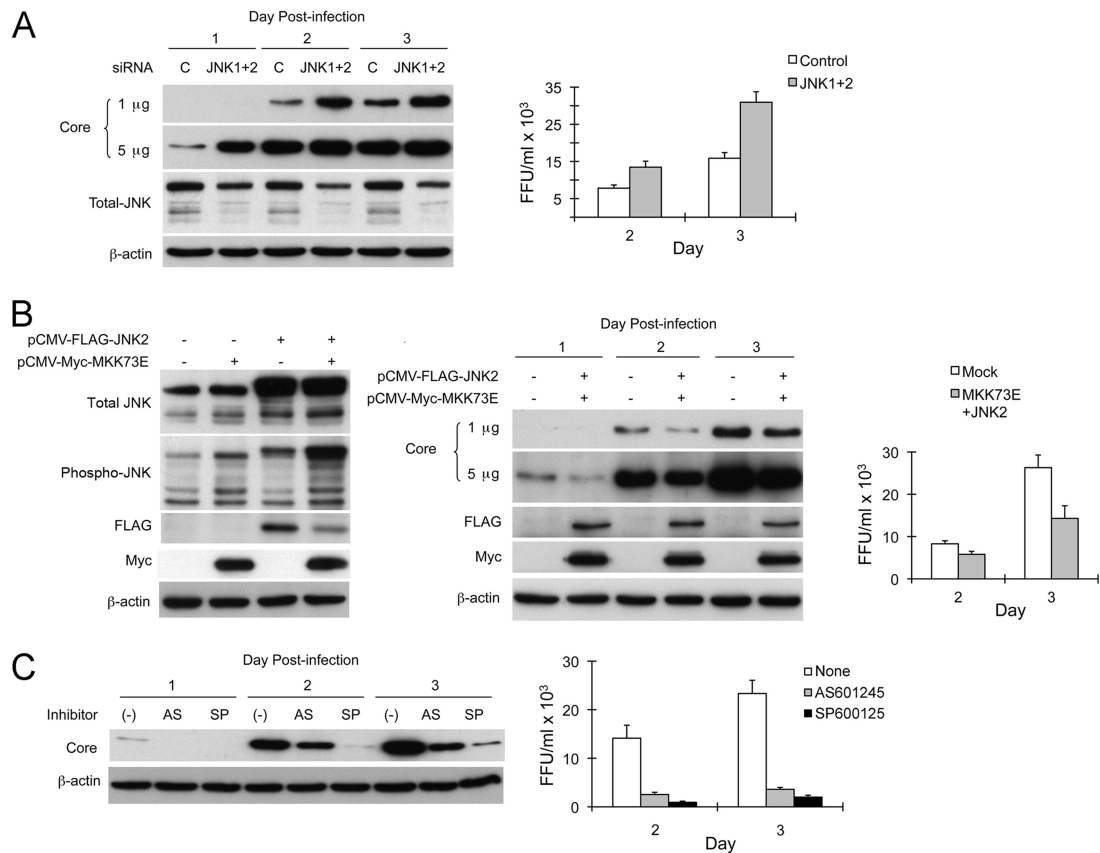 A
Day Post-infection
1 2 3
siRNA C JNK1+2 C JNK1+2 C JNK1+2
Core
1 µg
5 µg
Total-JNK
β-actin
Control
JNK1+2
FFU/ml x 10³
35
25
15
5
2 3
Day
B
pCMV-FLAG-JNK2 - - + +
pCMV-Myc-MKK73E - + - +
Total JNK
Phospho-JNK
FLAG
Myc
β-actin
Day Post-infection
1 2 3
pCMV-FLAG-JNK2 - + - + - +
pCMV-Myc-MKK73E - + - + - +
Core
1 µg
5 µg
FLAG
Myc
β-actin
Mock
MKK73E
+JNK2
FFU/ml x 10³
30
20
10
0
2 3
Day
C
Day Post-infection
1 2 3
Inhibitor (-) AS SP (-) AS SP (-) AS SP
Core
β-actin
None
AS601245
SP600125
FFU/ml x 10³
30
20
10
0
2 3
Day